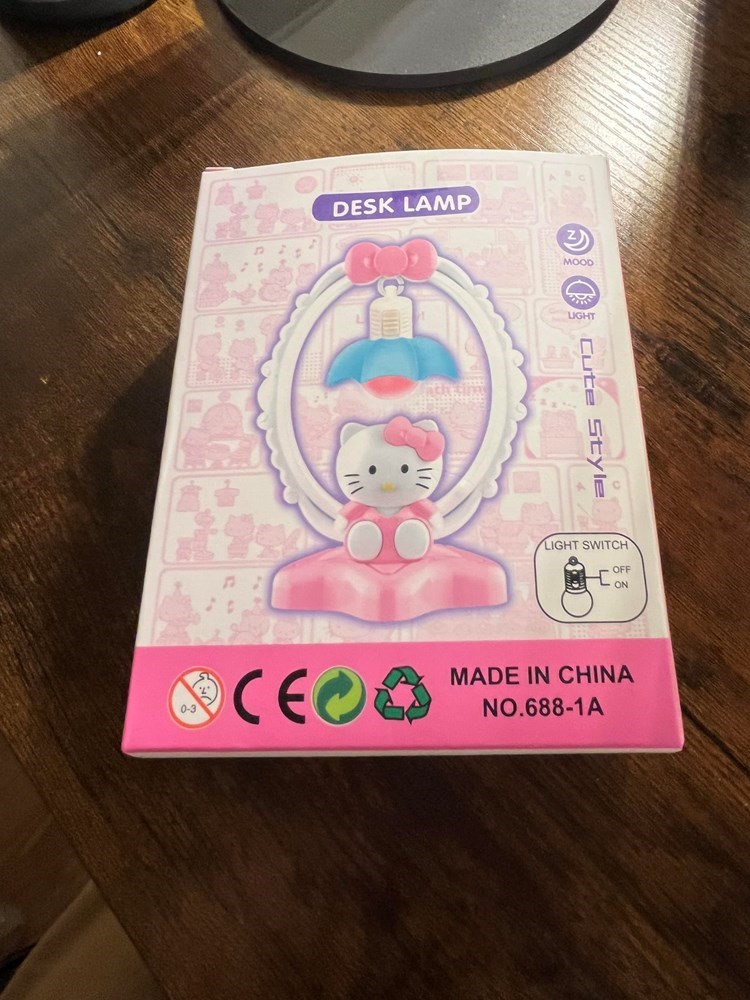 DESK LAMP
A B C
Z
MOOD
LIGHT
Cute Style
LIGHT SWITCH
OFF
ON
0-3
CE
MADE IN CHINA
NO.688-1A